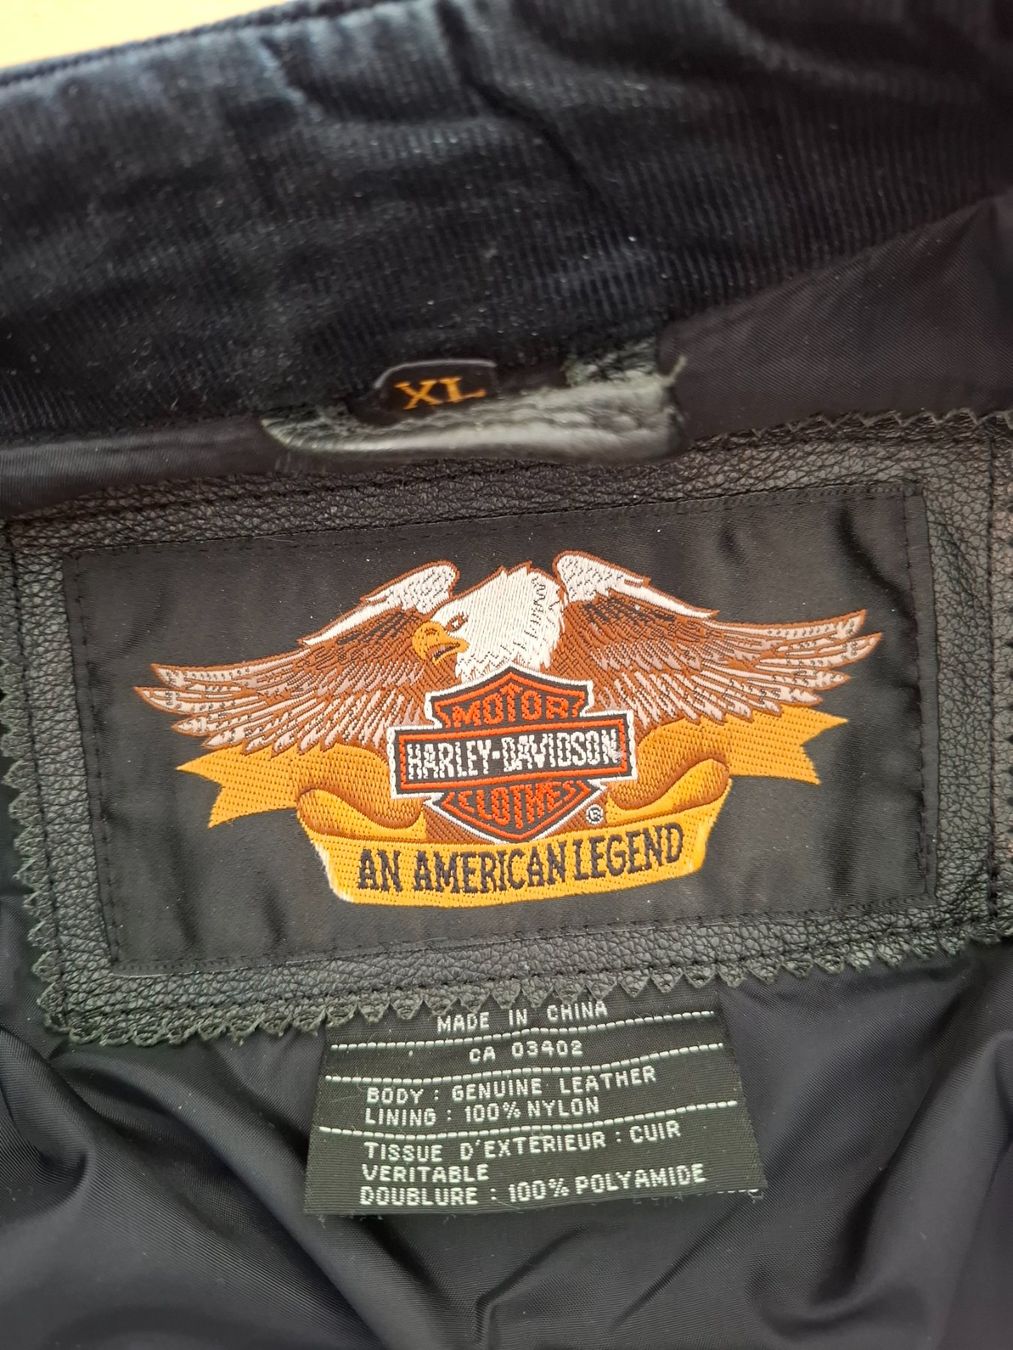 XL
MOTOR
HARLEY-DAVIDSON
CLOTHES
®
AN AMERICAN LEGEND
MADE IN CHINA
CA 03402
BODY : GENUINE LEATHER
LINING : 100% NYLON
TISSUE D'EXTERIEUR : CUIR
VERITABLE
DOUBLURE : 100% POLYAMIDE